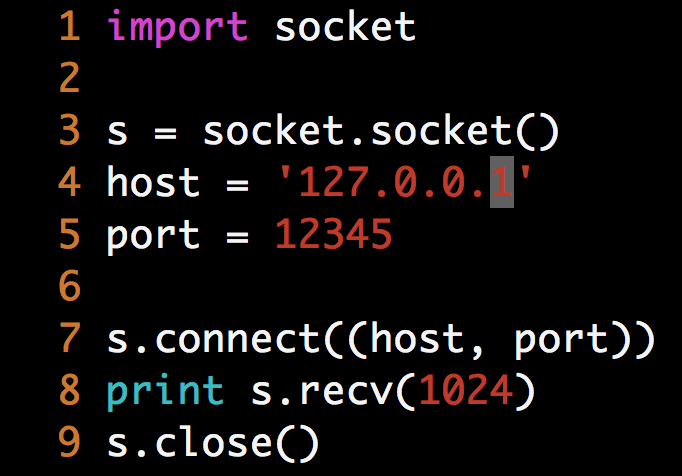 1 import socket
2
3 s = socket.socket()
4 host = '127.0.0.1'
5 port = 12345
6
7 s.connect((host, port))
8 print s.recv(1024)
9 s.close()